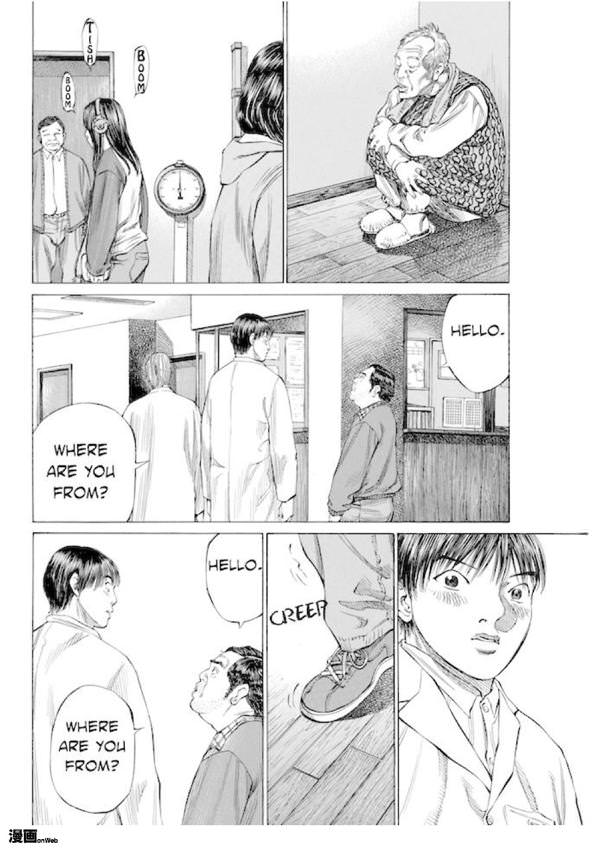 BOOM
TISH
BOOM
HELLO.
WHERE
ARE YOU
FROM?
CREEP
HELLO.
WHERE
ARE YOU
FROM?
漫画onWeb